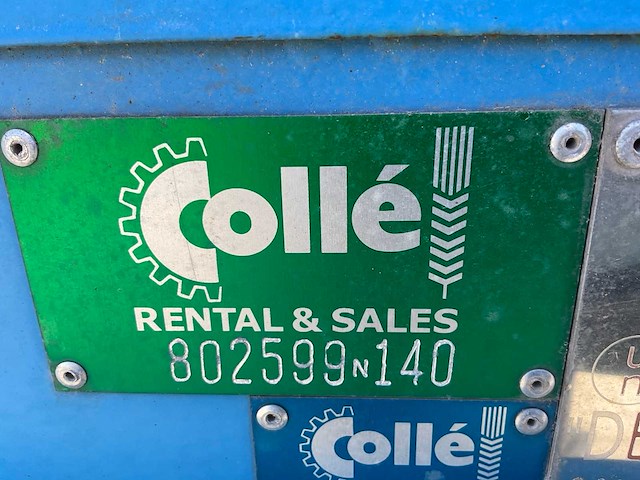 Collé
RENTAL & SALES
802599N140
Collé